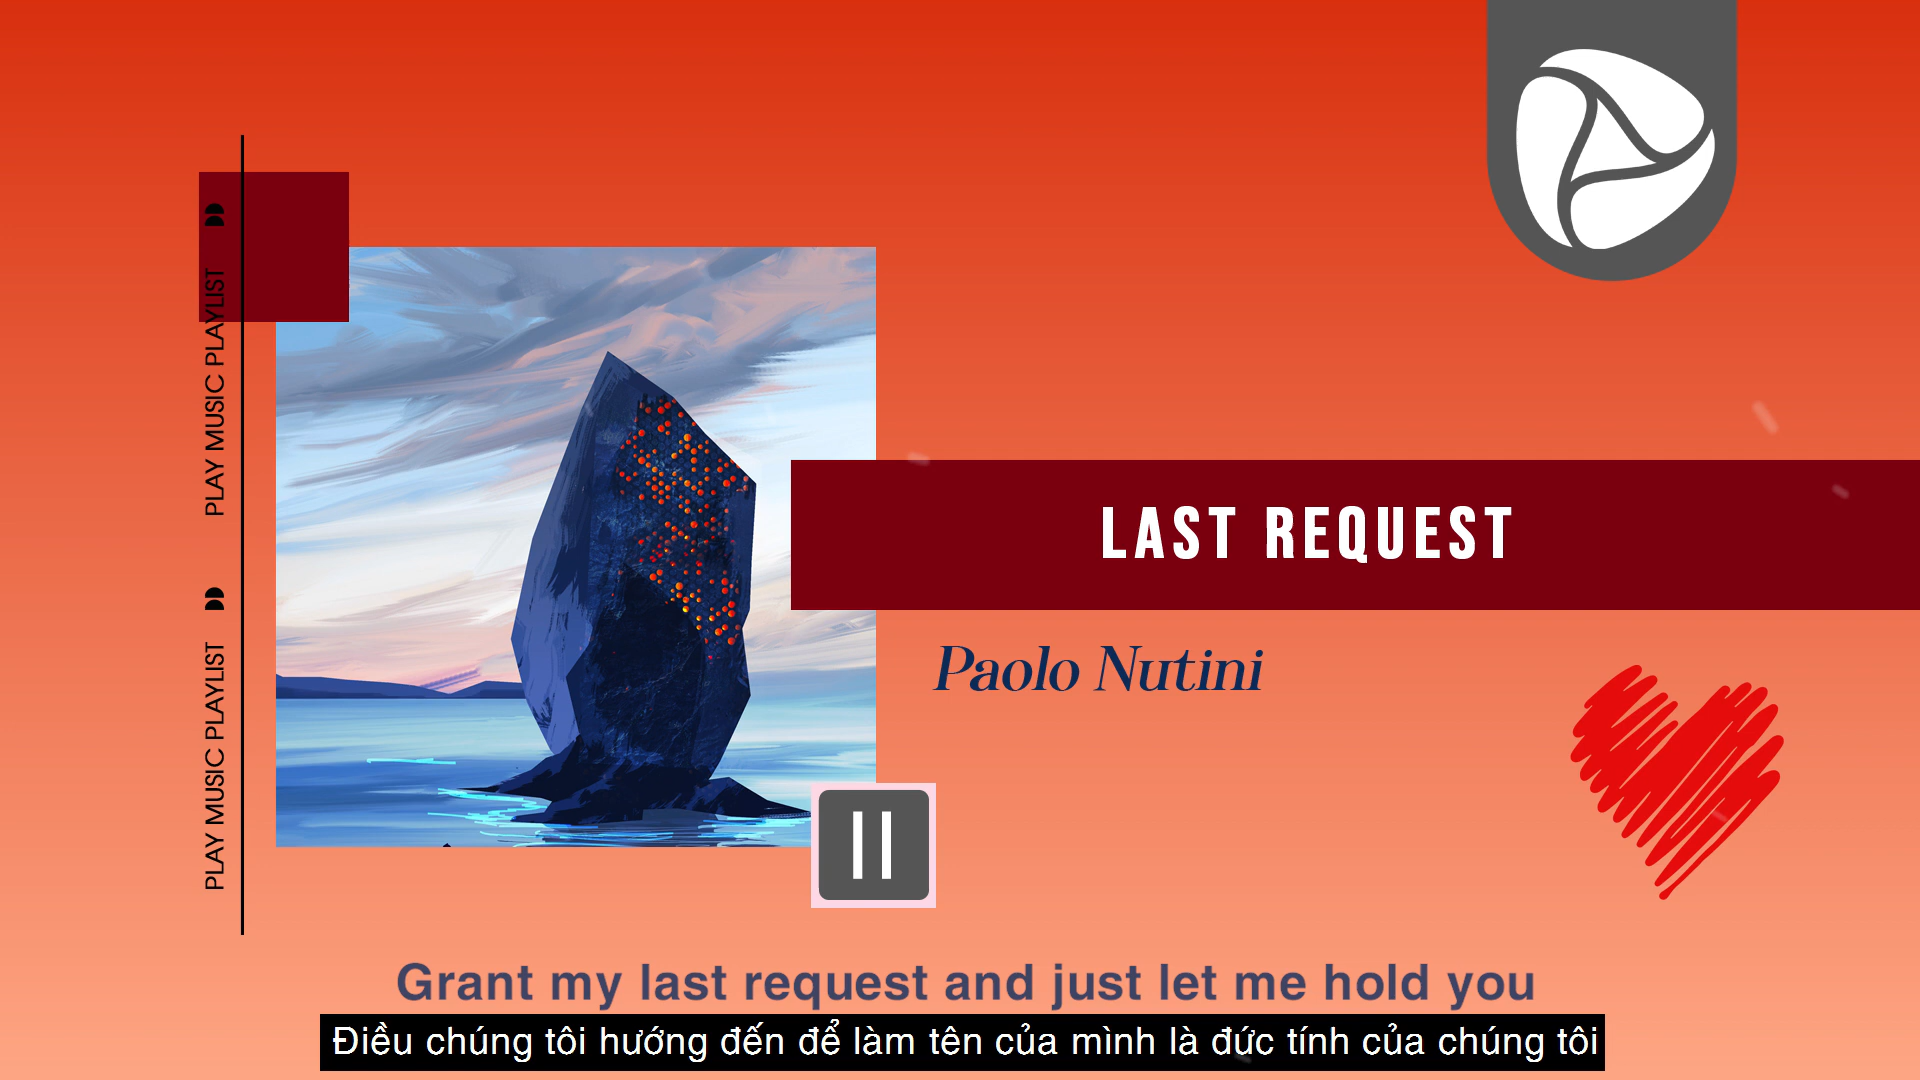 PLAY MUSIC PLAYLIST
PLAY MUSIC PLAYLIST
LAST REQUEST
Paolo Nutini
Grant my last request and just let me hold you
Điều chúng tôi hướng đến để làm tên của mình là đức tính của chúng tôi